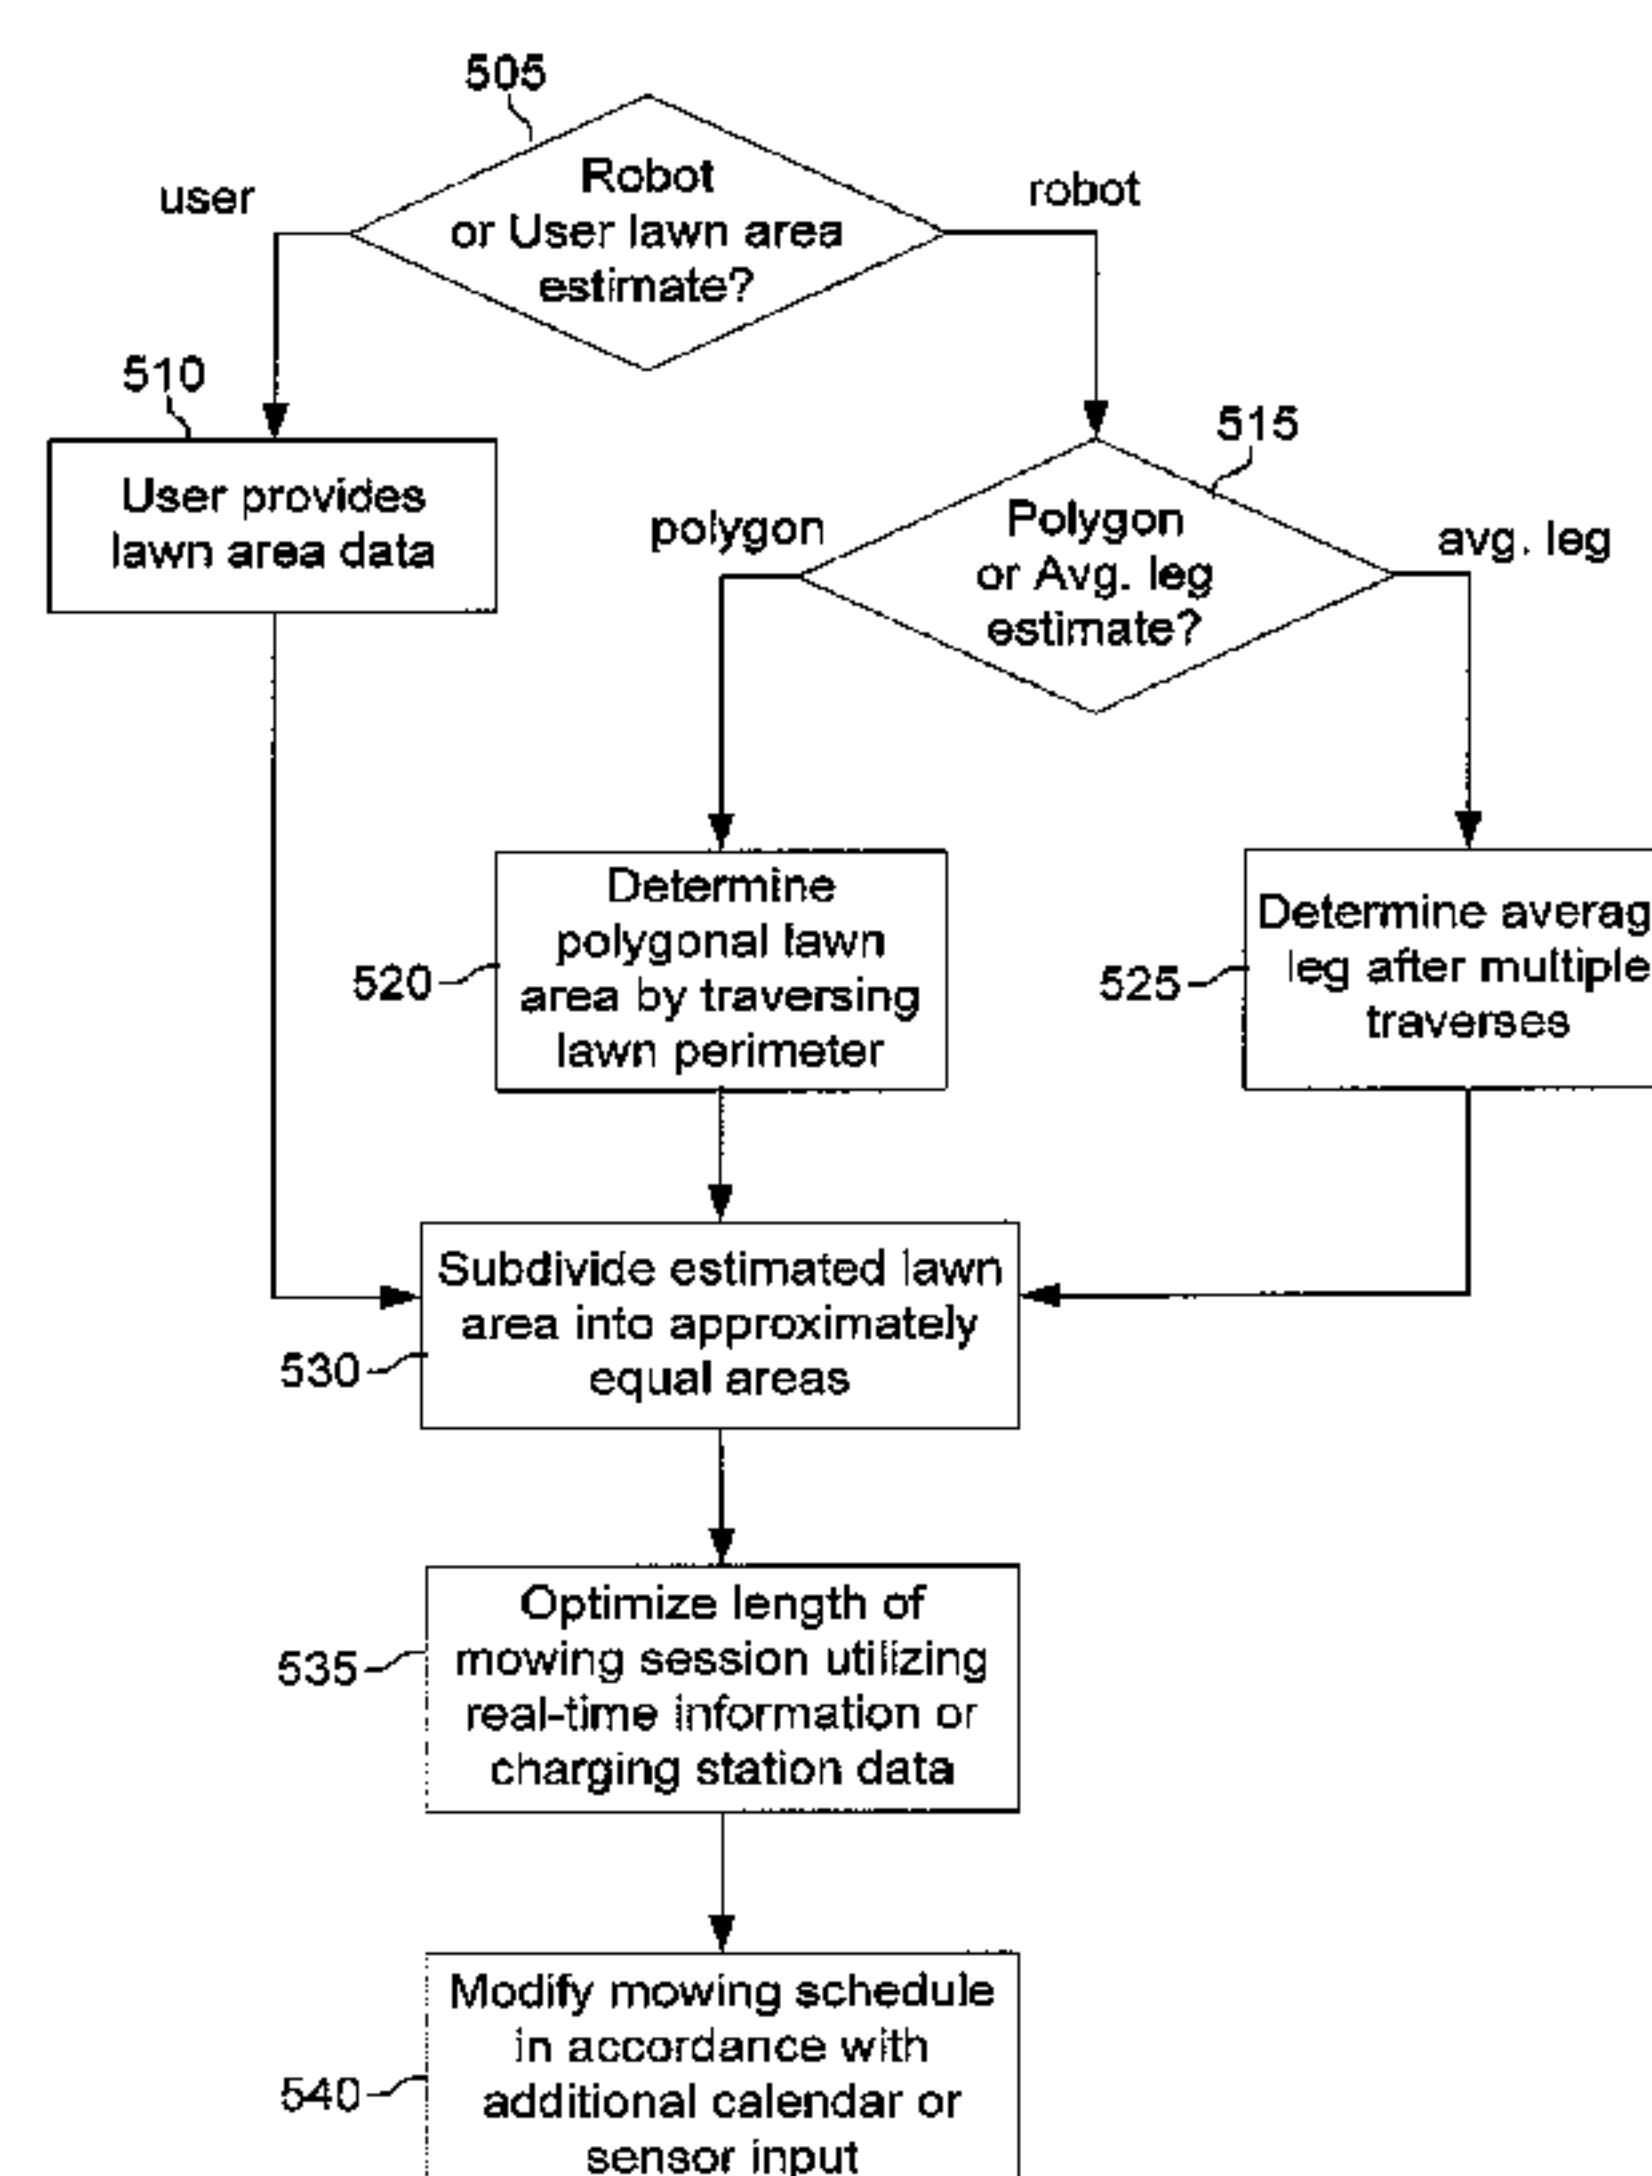 505
Robot
or User lawn area
estimate?
user
robot
510
User provides
lawn area data
515
Polygon
or Avg. leg
estimate?
polygon
avg. leg
520
Determine
polygonal lawn
area by traversing
lawn perimeter
525
Determine averag
leg after multiple
traverses
530
Subdivide estimated lawn
area into approximately
equal areas
535
Optimize length of
mowing session utilizing
real-time information or
charging station data
540
Modify mowing schedule
in accordance with
additional calendar or
sensor input